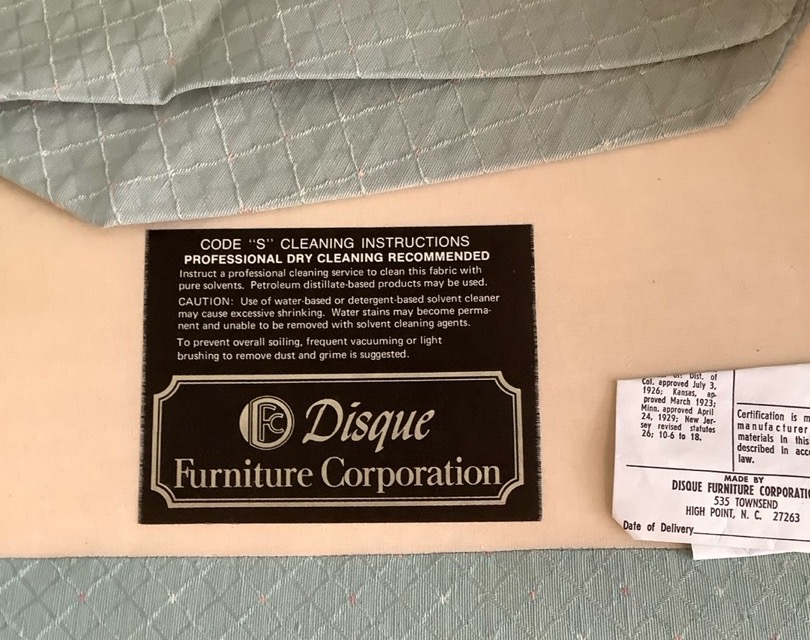 CODE "S" CLEANING INSTRUCTIONS
PROFESSIONAL DRY CLEANING RECOMMENDED
Instruct a professional cleaning service to clean this fabric with
pure solvents. Petroleum distillate-based products may be used.
CAUTION: Use of water-based or detergent-based solvent cleaner
may cause excessive shrinking. Water stains may become perma-
nent and unable to be removed with solvent cleaning agents.
To prevent overall soiling, frequent vacuuming or light
brushing to remove dust and grime is suggested.
DFC Disque
Furniture Corporation
Dist. of
Col. approved July 3,
1926; Kansas, ap-
proved March 1923;
Minn. approved April
24, 1929; New Jer-
sey revised statutes
26; 10-6 to 18.
Certification is m
manufacturer
materials in this
described in acc
law.
MADE BY
DISQUE FURNITURE CORPORATI
535 TOWNSEND
HIGH POINT, N. C. 27263
Date of Delivery